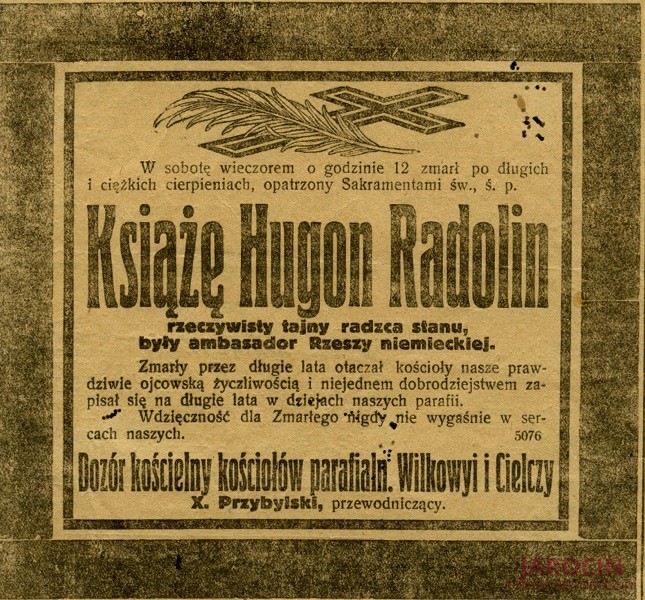 W sobotę wieczorem o godzinie 12 zmarł po długich
i ciężkich cierpieniach, opatrzony Sakramentami św., ś. p.
Książę Hugon Radolin
rzeczywisty tajny radzca stanu,
były ambasador Rzeszy niemieckiej.
Zmarły przez długie lata otaczał kościoły nasze praw-
dziwie ojcowską życzliwością i niejednem dobrodziejstwem za-
pisał się na długie lata w dziejach naszych parafii.
Wdzięczność dla Zmarłego nigdy nie wygaśnie w ser-
cach naszych. 5076
Dozór kościelny kościołów parafialn. Wilkowyi i Cielczy
X. Przybylski, przewodniczący.
JAROCIN